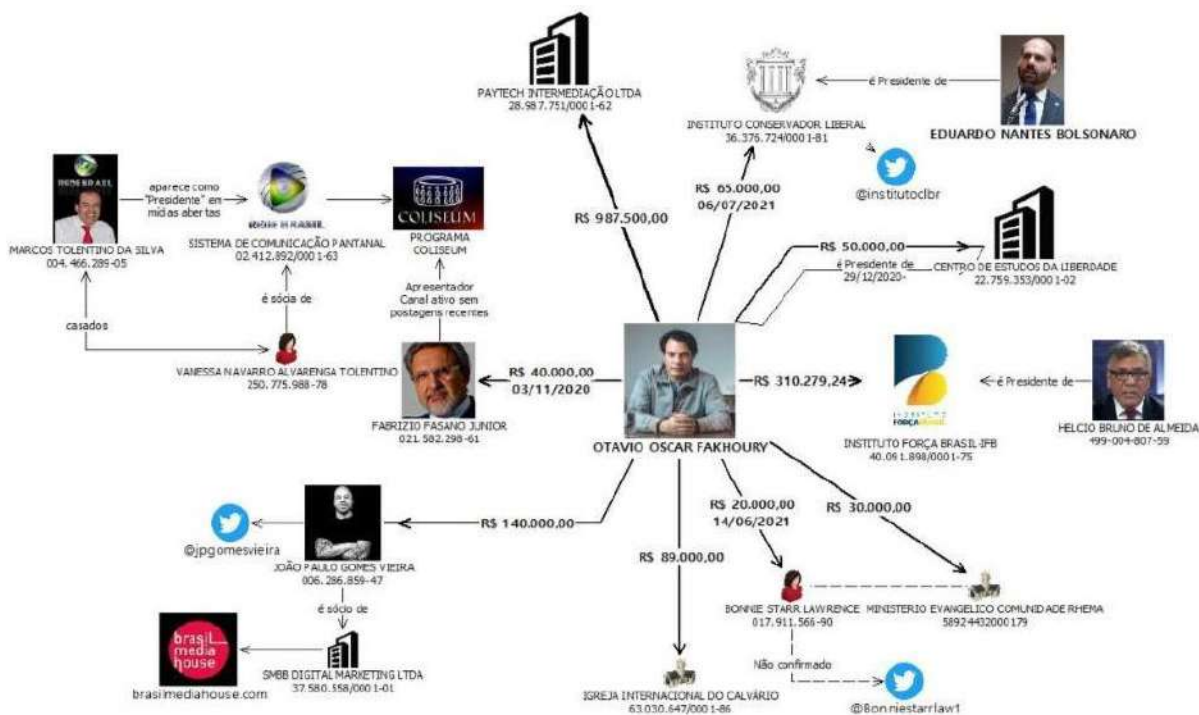 PAYTECH INTERMEDIAÇÃO LTDA
28.987.751/0001-62
é Presidente de
INSTITUTO CONSERVADOR LIBERAL
36.376.724/0001-81
EDUARDO NANTES BOLSONARO
@institutoclbr
R$ 65.000,00
06/07/2021
R$ 987.500,00
REDE BRASIL
aparece como
"Presidente" em
mídias abertas
REDE BRASIL
COLISEUM
MARCOS TOLENTINO DA SILVA
004.466.289-05
SISTEMA DE COMUNICAÇÃO PANTANAL
02.412.892/0001-63
PROGRAMA
COLISEUM
R$ 50.000,00
é Presidente de
29/12/2020-
CENTRO DE ESTUDOS DA LIBERDADE
22.759.353/0001-02
é sócia de
Apresentador
Canal ativo sem
postagens recentes
casados
VANESSA NAVARRO ALVARENGA TOLENTINO
250.775.988-78
R$ 40.000,00
03/11/2020
FABRIZIO FASANO JUNIOR
021.582.298-61
OTAVIO OSCAR FAKHOURY
R$ 310.279,24
INSTITUTO
FORÇA BRASIL
é Presidente de
INSTITUTO FORÇA BRASIL-IFB
40.091.898/0001-75
HELCIO BRUNO DE ALMEIDA
499-004-807-59
R$ 140.000,00
@jpgomesvieira
JOÃO PAULO GOMES VIEIRA
006.286.859-47
é sócio de
brasil
media
house
brasilmediahouse.com
SMBB DIGITAL MARKETING LTDA
37.580.558/0001-01
R$ 89.000,00
R$ 20.000,00
14/06/2021
R$ 30.000,00
BONNIE STARR LAWRENCE
017.911.566-90
MINISTERIO EVANGELICO COMUNIDADE RHEMA
58924432000179
Não confirmado
IGREJA INTERNACIONAL DO CALVÁRIO
63.030.647/0001-86
@Bonniestarrlaw1